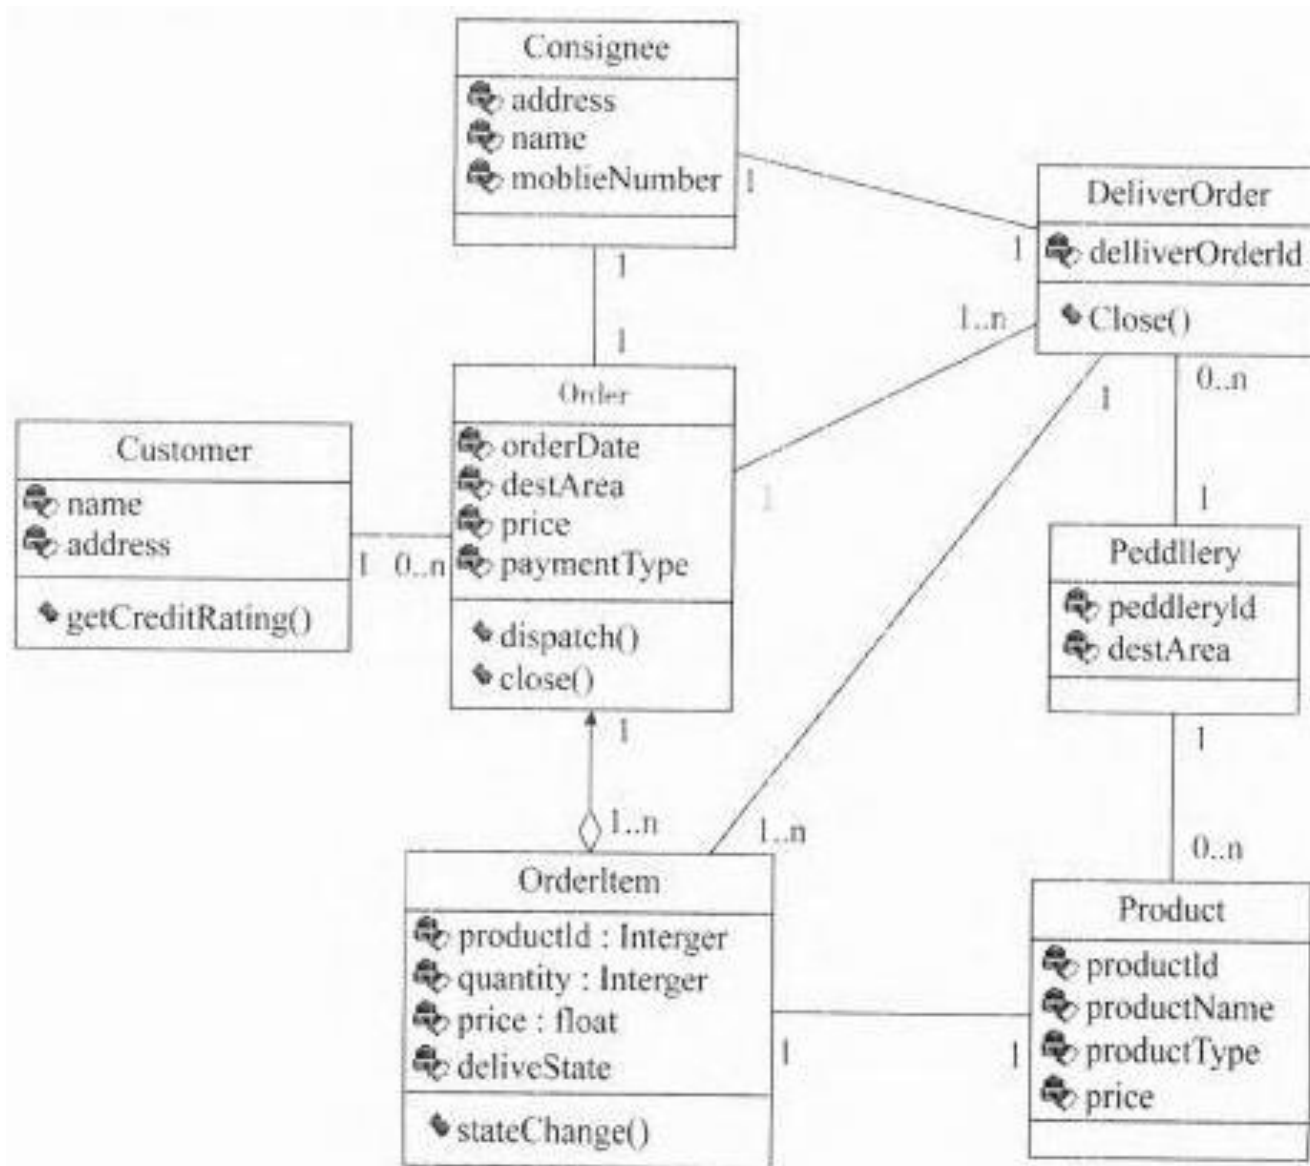 Consignee
address
name
moblieNumber
1
1
DeliverOrder
delliverOrderId
Close()
1
1
1..n
1
1
0..n
Order
orderDate
destArea
price
paymentType
dispatch()
close()
1
Customer
name
address
getCreditRating()
1 0..n
1
Peddllery
peddleryId
destArea
1
0..n
1
1..n
1..n
OrderItem
productId : Interger
quantity : Interger
price : float
deliveState
stateChange()
1
1
Product
productId
productName
productType
price